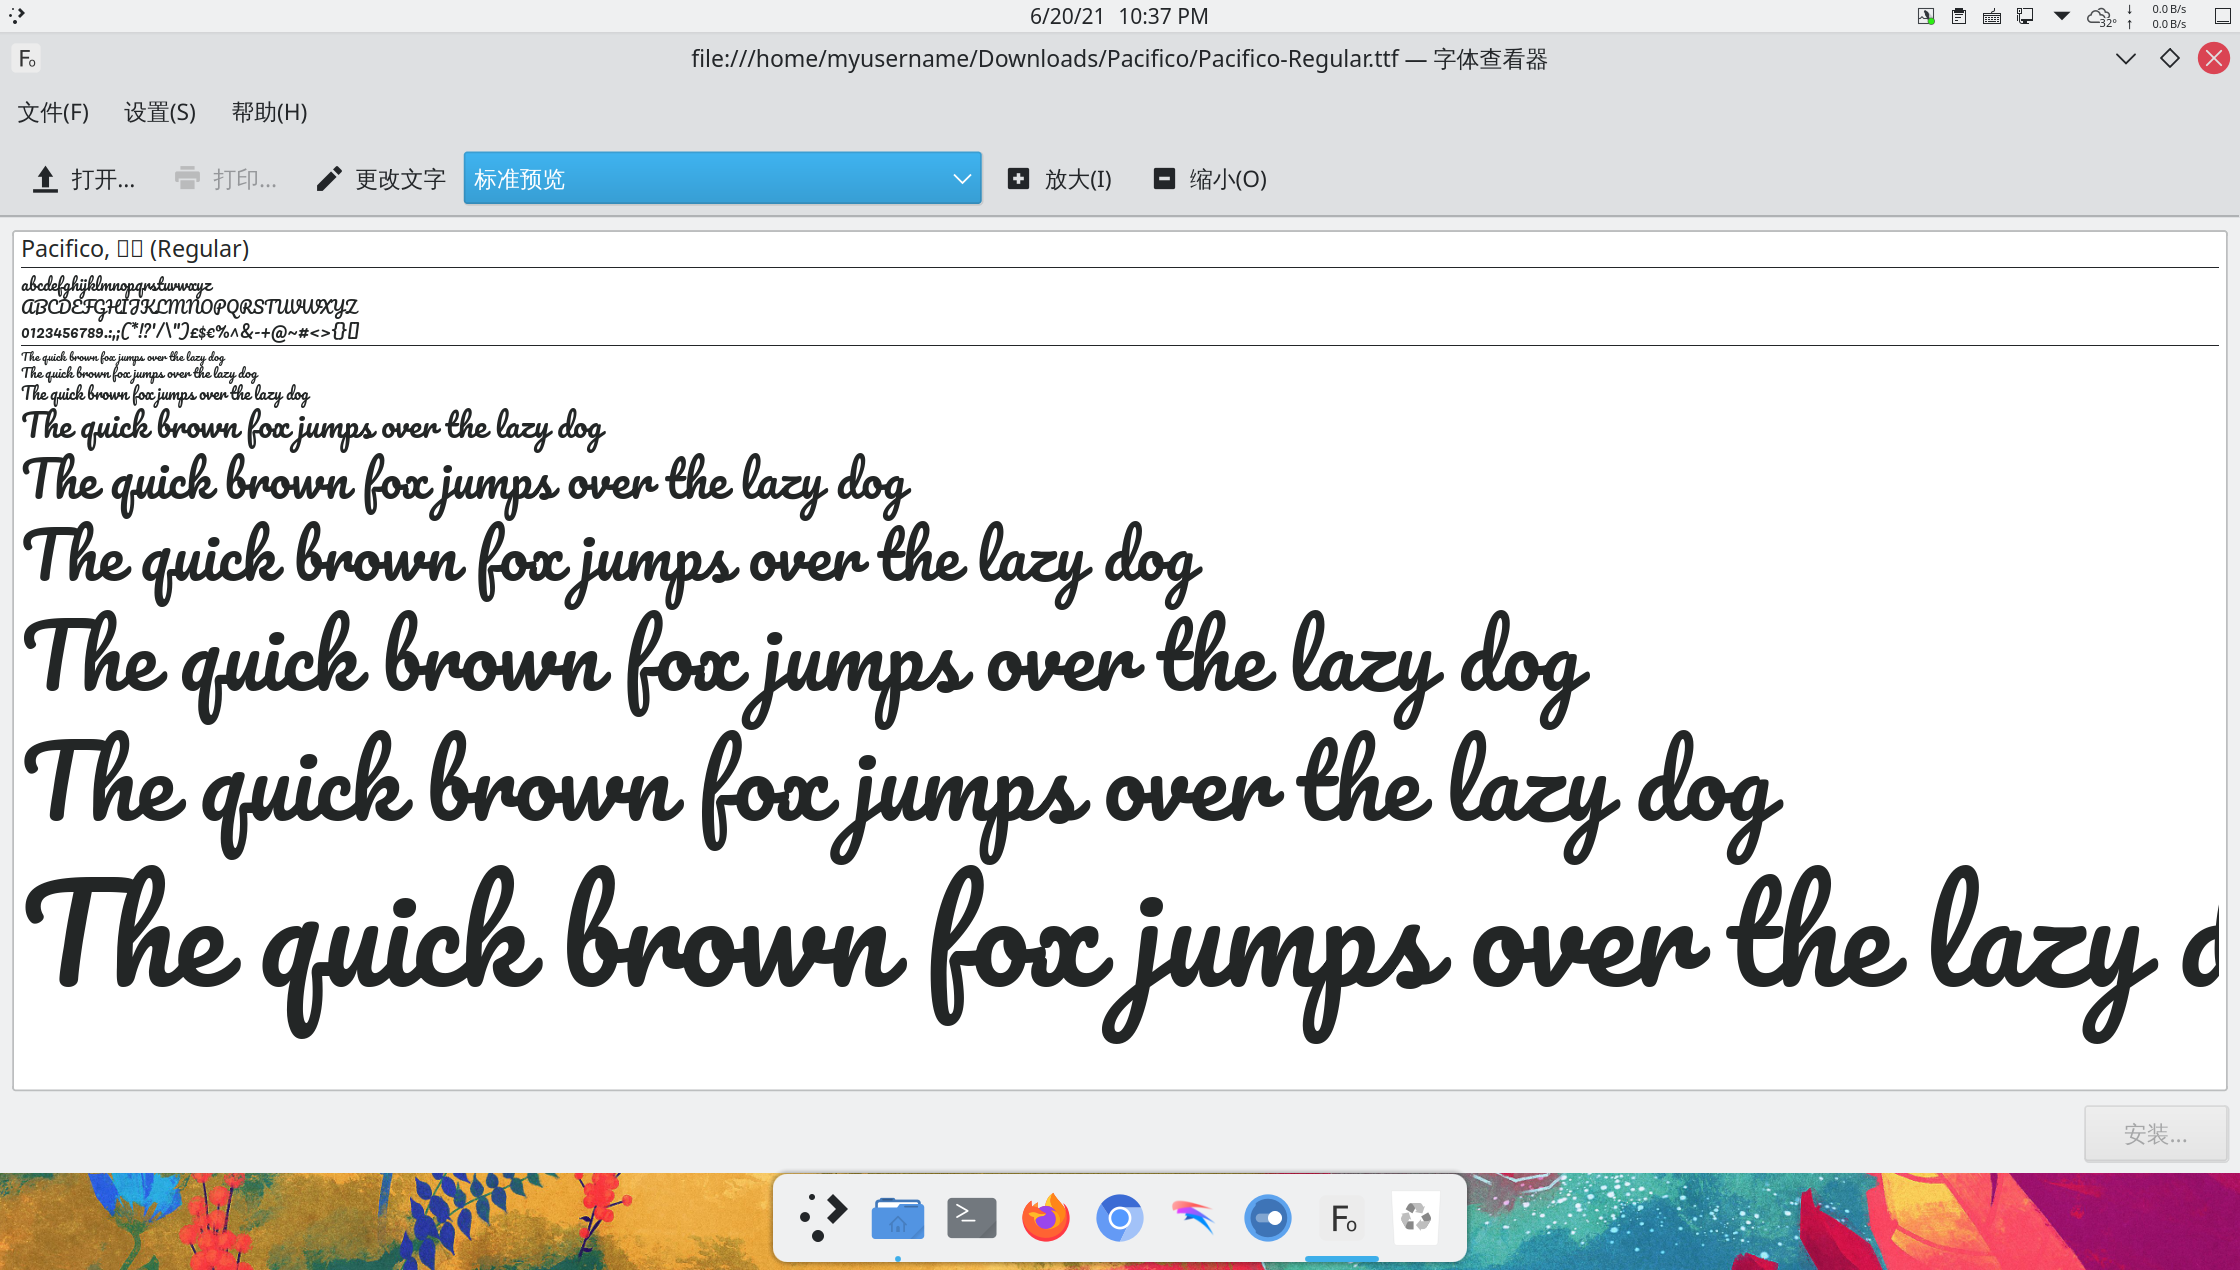 6/20/21 10:37 PM
32°
0.0 B/s
0.0 B/s
Fo
file:///home/myusername/Downloads/Pacifico/Pacifico-Regular.ttf — 字体查看器
文件(F) 设置(S) 帮助(H)
打开... 打印... 更改文字 标准预览 放大(I) 缩小(O)
Pacifico, 􀀀􀀀 (Regular)
abcdefghijklmnopqrstuvwxyz
ABCDEFGHIJKLMNOPQRSTUVWXYZ
0123456789.:,;(*!?'/\")£$€%^&-+@~#<>{}[]
The quick brown fox jumps over the lazy dog
The quick brown fox jumps over the lazy dog
The quick brown fox jumps over the lazy dog
The quick brown fox jumps over the lazy dog
The quick brown fox jumps over the lazy dog
The quick brown fox jumps over the lazy dog
The quick brown fox jumps over the lazy dog
The quick brown fox jumps over the lazy dog
The quick brown fox jumps over the lazy d
安装...
Fo